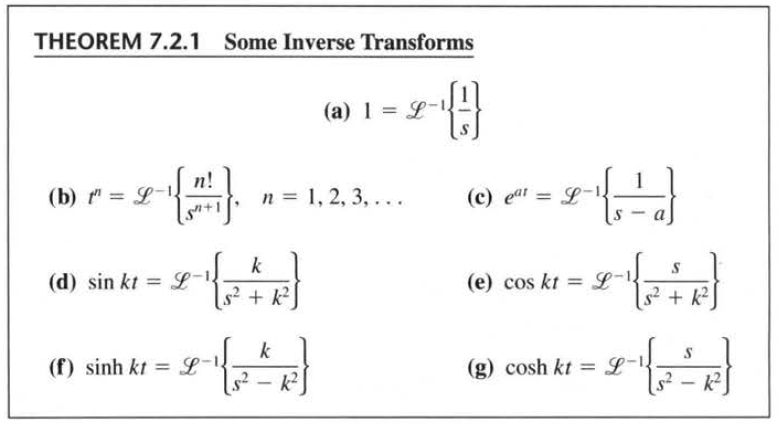 THEOREM 7.2.1 Some Inverse Transforms
(a) 1 = ℒ⁻¹{1/s}
(b) tⁿ = ℒ⁻¹{n!/sⁿ⁺¹}, n = 1, 2, 3, . . .
(c) eᵃᵗ = ℒ⁻¹{1/(s − a)}
(d) sin kt = ℒ⁻¹{k/(s² + k²)}
(e) cos kt = ℒ⁻¹{s/(s² + k²)}
(f) sinh kt = ℒ⁻¹{k/(s² − k²)}
(g) cosh kt = ℒ⁻¹{s/(s² − k²)}